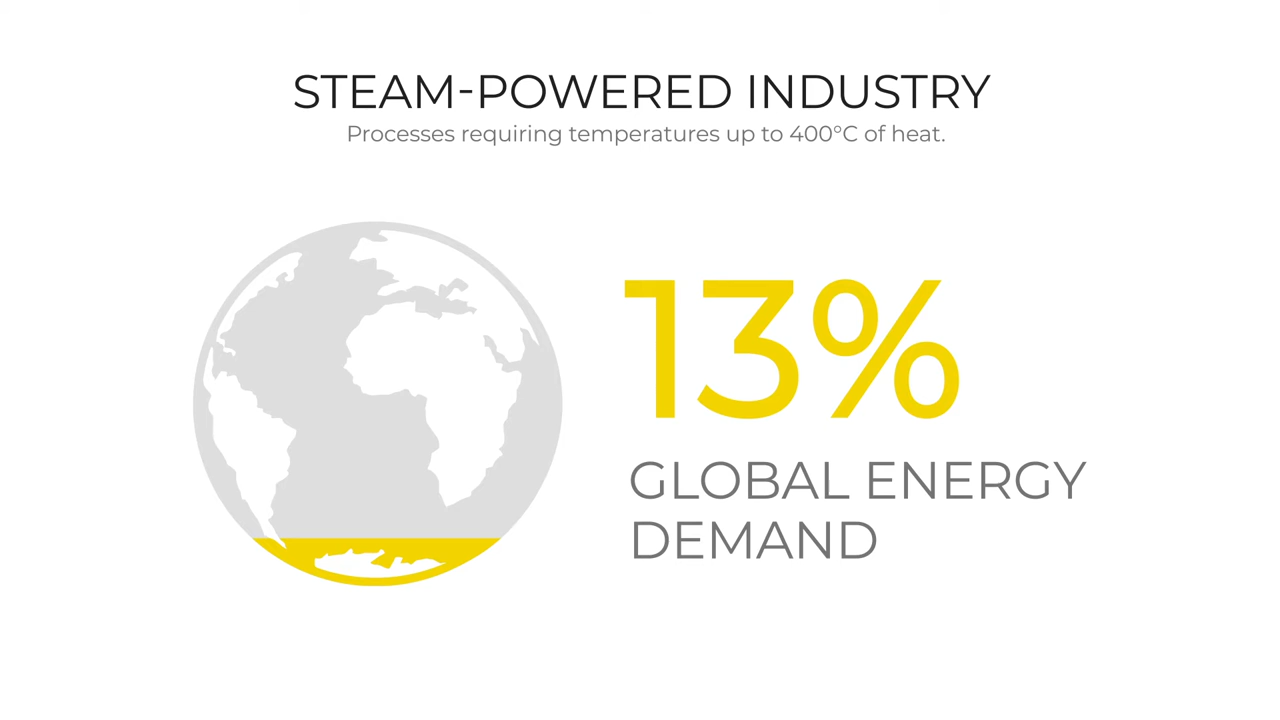 STEAM-POWERED INDUSTRY
Processes requiring temperatures up to 400°C of heat.
13%
GLOBAL ENERGY
DEMAND